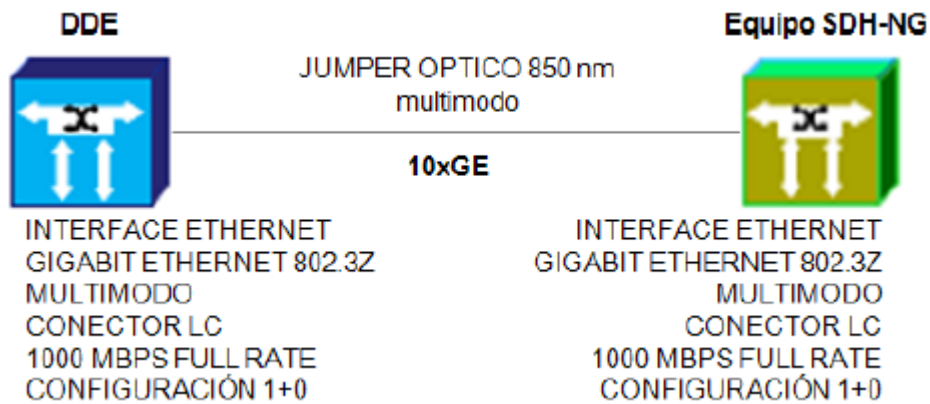 DDE
Equipo SDH-NG
JUMPER OPTICO 850 nm
multimodo
10xGE
INTERFACE ETHERNET
GIGABIT ETHERNET 802.3Z
MULTIMODO
CONECTOR LC
1000 MBPS FULL RATE
CONFIGURACIÓN 1+0
INTERFACE ETHERNET
GIGABIT ETHERNET 802.3Z
MULTIMODO
CONECTOR LC
1000 MBPS FULL RATE
CONFIGURACIÓN 1+0